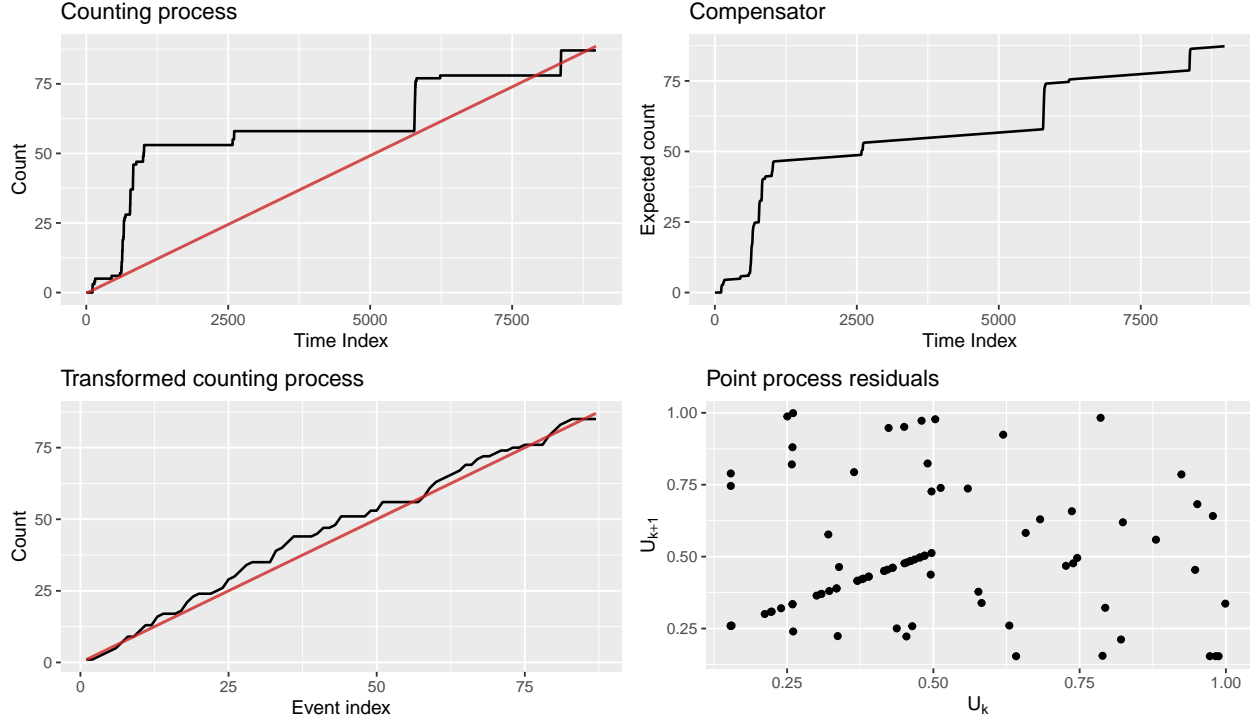 Counting process
Count
75
50
25
0
0 2500 5000 7500
Time Index
Compensator
Expected count
75
50
25
0
0 2500 5000 7500
Time Index
Transformed counting process
Count
75
50
25
0
0 25 50 75
Event index
Point process residuals
U_{k+1}
1.00
0.75
0.50
0.25
0.25 0.50 0.75 1.00
U_k